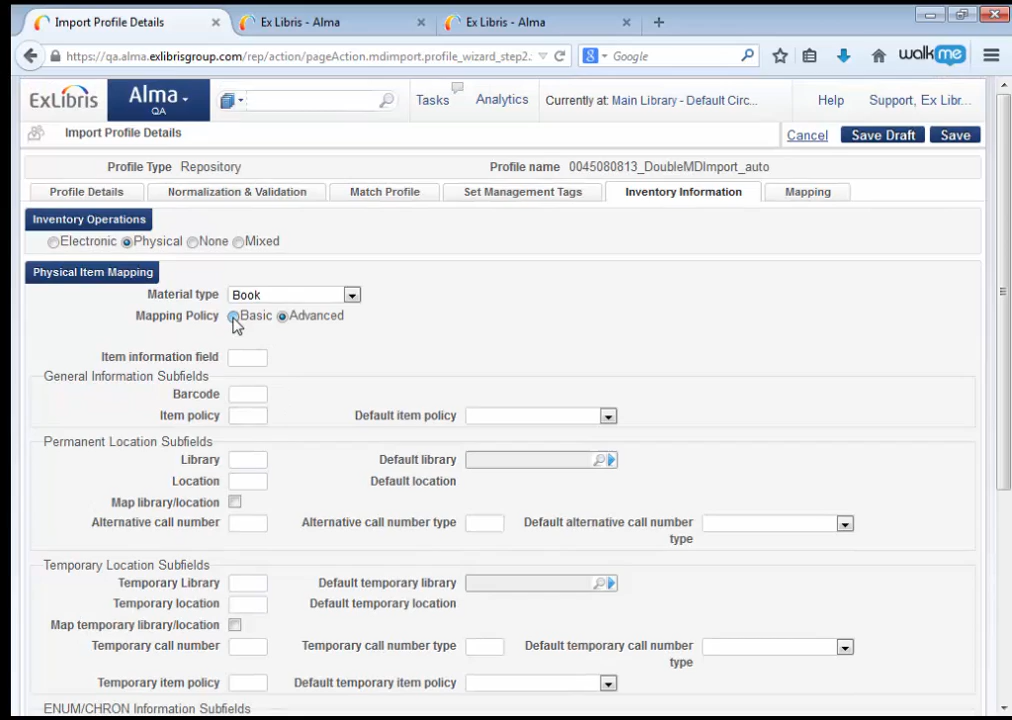 Import Profile Details × Ex Libris - Alma × Ex Libris - Alma × +
https://qa.alma.exlibrisgroup.com/rep/action/pageAction.mdimport.profile_wizard_step2. Google walk me
ExLibris Alma QA Tasks Analytics Currently at: Main Library - Default Circ... Help Support, Ex Libr...
Import Profile Details Cancel Save Draft Save
Profile Type Repository Profile name 0045080813_DoubleMDImport_auto
Profile Details Normalization & Validation Match Profile Set Management Tags Inventory Information Mapping
Inventory Operations
Electronic Physical None Mixed
Physical Item Mapping
Material type Book
Mapping Policy Basic Advanced
Item information field
General Information Subfields
Barcode
Item policy Default item policy
Permanent Location Subfields
Library Default library
Location Default location
Map library/location
Alternative call number Alternative call number type Default alternative call number type
Temporary Location Subfields
Temporary Library Default temporary library
Temporary location Default temporary location
Map temporary library/location
Temporary call number Temporary call number type Default temporary call number type
Temporary item policy Default temporary item policy
ENUM/CHRON Information Subfields